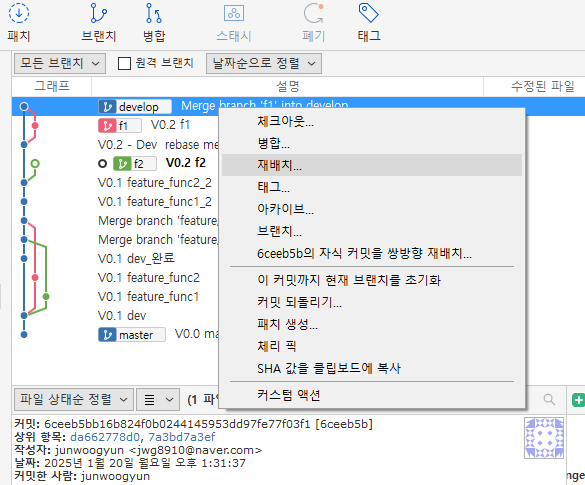 패치 브랜치 병합 스태시 폐기 태그
모든 브랜치 원격 브랜치 날짜순으로 정렬
그래프 설명 수정된 파일
develop Merge branch 'f1' into develop
체크아웃...
f1 V0.2 f1
병합...
V0.2 - Dev rebase me
재배치...
f2 V0.2 f2
태그...
V0.1 feature_func2_2
아카이브...
V0.1 feature_func1_2
브랜치...
Merge branch 'feature
Merge branch 'feature
6ceeb5b의 자식 커밋을 쌍방향 재배치...
V0.1 dev_완료
이 커밋까지 현재 브랜치를 초기화
V0.1 feature_func2
커밋 되돌리기...
V0.1 feature_func1
패치 생성...
V0.1 dev
체리 픽
master V0.0 ma
SHA 값을 클립보드에 복사
커스텀 액션
파일 상태순 정렬 (1 파
커밋: 6ceeb5bb16b824f0b0244145953dd97fe77f03f1 [6ceeb5b]
상위 항목: da662778d0, 7a3bd7a3ef
작성자: junwoogyun <jwg8910@naver.com>
날짜: 2025년 1월 20일 월요일 오후 1:31:37
커밋한 사람: junwoogyun
nge